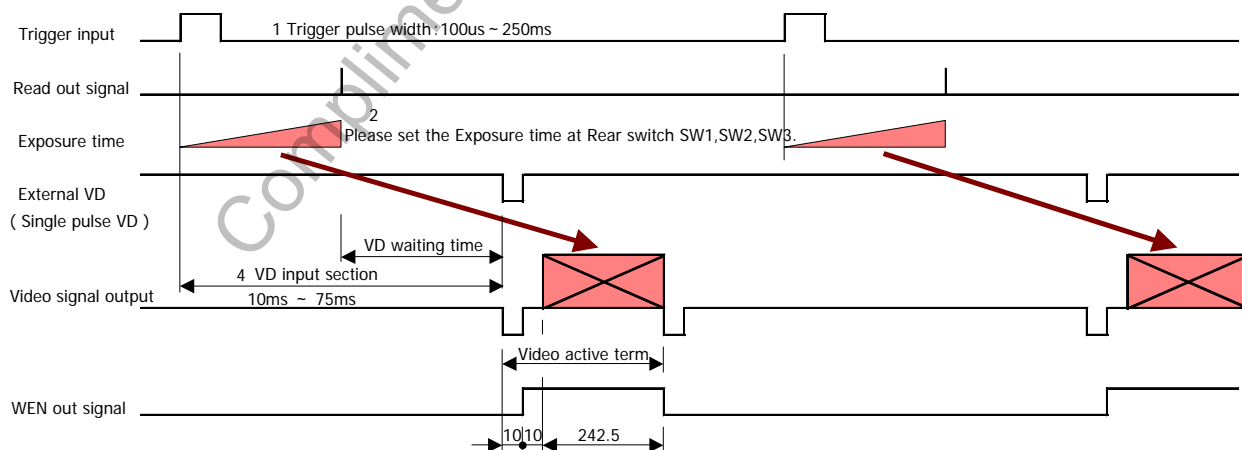 Trigger input
1 Trigger pulse width:100us ~ 250ms
Read out signal
2
Exposure time
Please set the Exposure time at Rear switch SW1,SW2,SW3.
External VD
( Single pulse VD )
VD waiting time
4 VD input section
Video signal output
10ms ~ 75ms
Video active term
WEN out signal
10 10 242.5
Complime